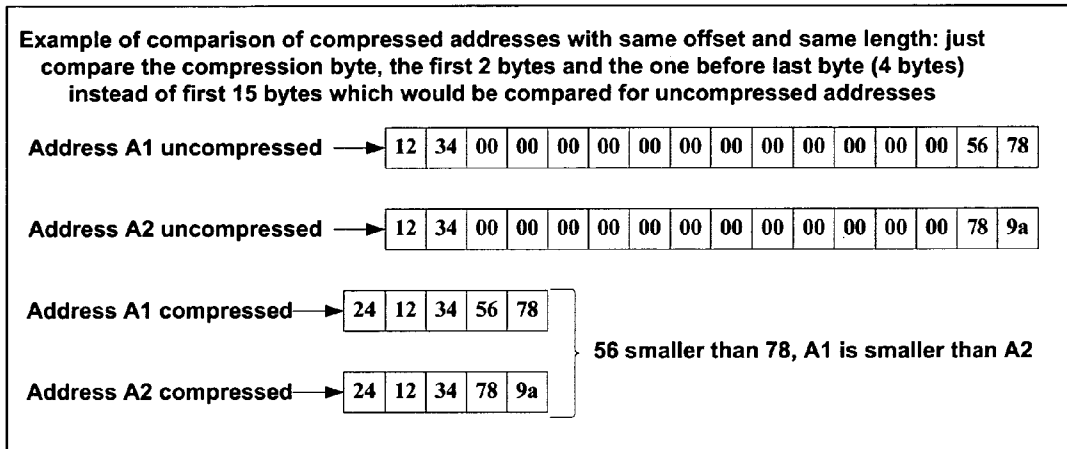 Example of comparison of compressed addresses with same offset and same length: just
compare the compression byte, the first 2 bytes and the one before last byte (4 bytes)
instead of first 15 bytes which would be compared for uncompressed addresses
Address A1 uncompressed 12 34 00 00 00 00 00 00 00 00 00 00 00 00 56 78
Address A2 uncompressed 12 34 00 00 00 00 00 00 00 00 00 00 00 00 78 9a
Address A1 compressed 24 12 34 56 78
56 smaller than 78, A1 is smaller than A2
Address A2 compressed 24 12 34 78 9a